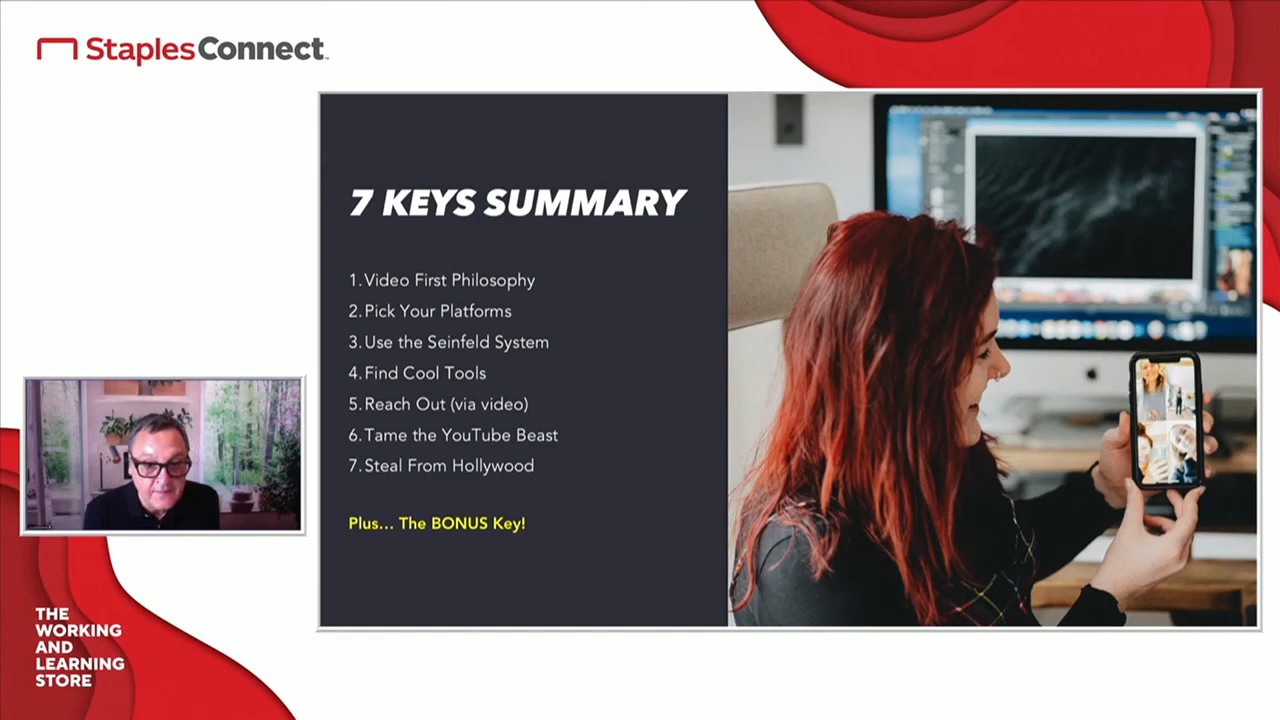 StaplesConnect™
7 KEYS SUMMARY
1. Video First Philosophy
2. Pick Your Platforms
3. Use the Seinfeld System
4. Find Cool Tools
5. Reach Out (via video)
6. Tame the YouTube Beast
7. Steal From Hollywood
Plus... The BONUS Key!
THE
WORKING
AND
LEARNING
STORE